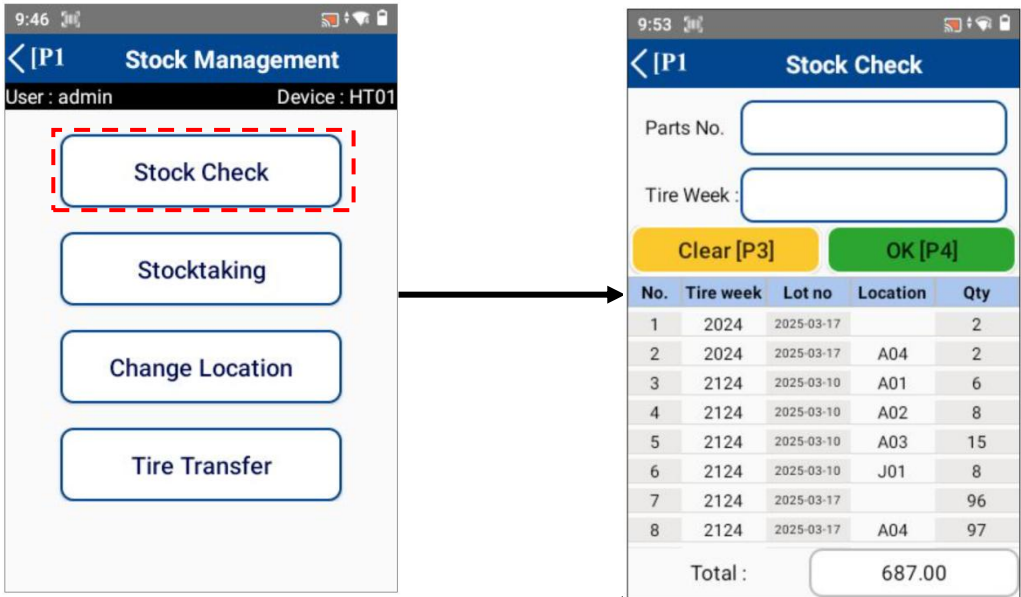 9:46
[P1 Stock Management
User : admin Device : HT01
Stock Check
Stocktaking
Change Location
Tire Transfer
9:53
[P1 Stock Check
Parts No.
Tire Week :
Clear [P3] OK [P4]
No. Tire week Lot no Location Qty
1 2024 2025-03-17 2
2 2024 2025-03-17 A04 2
3 2124 2025-03-10 A01 6
4 2124 2025-03-10 A02 8
5 2124 2025-03-10 A03 15
6 2124 2025-03-10 J01 8
7 2124 2025-03-17 96
8 2124 2025-03-17 A04 97
Total : 687.00